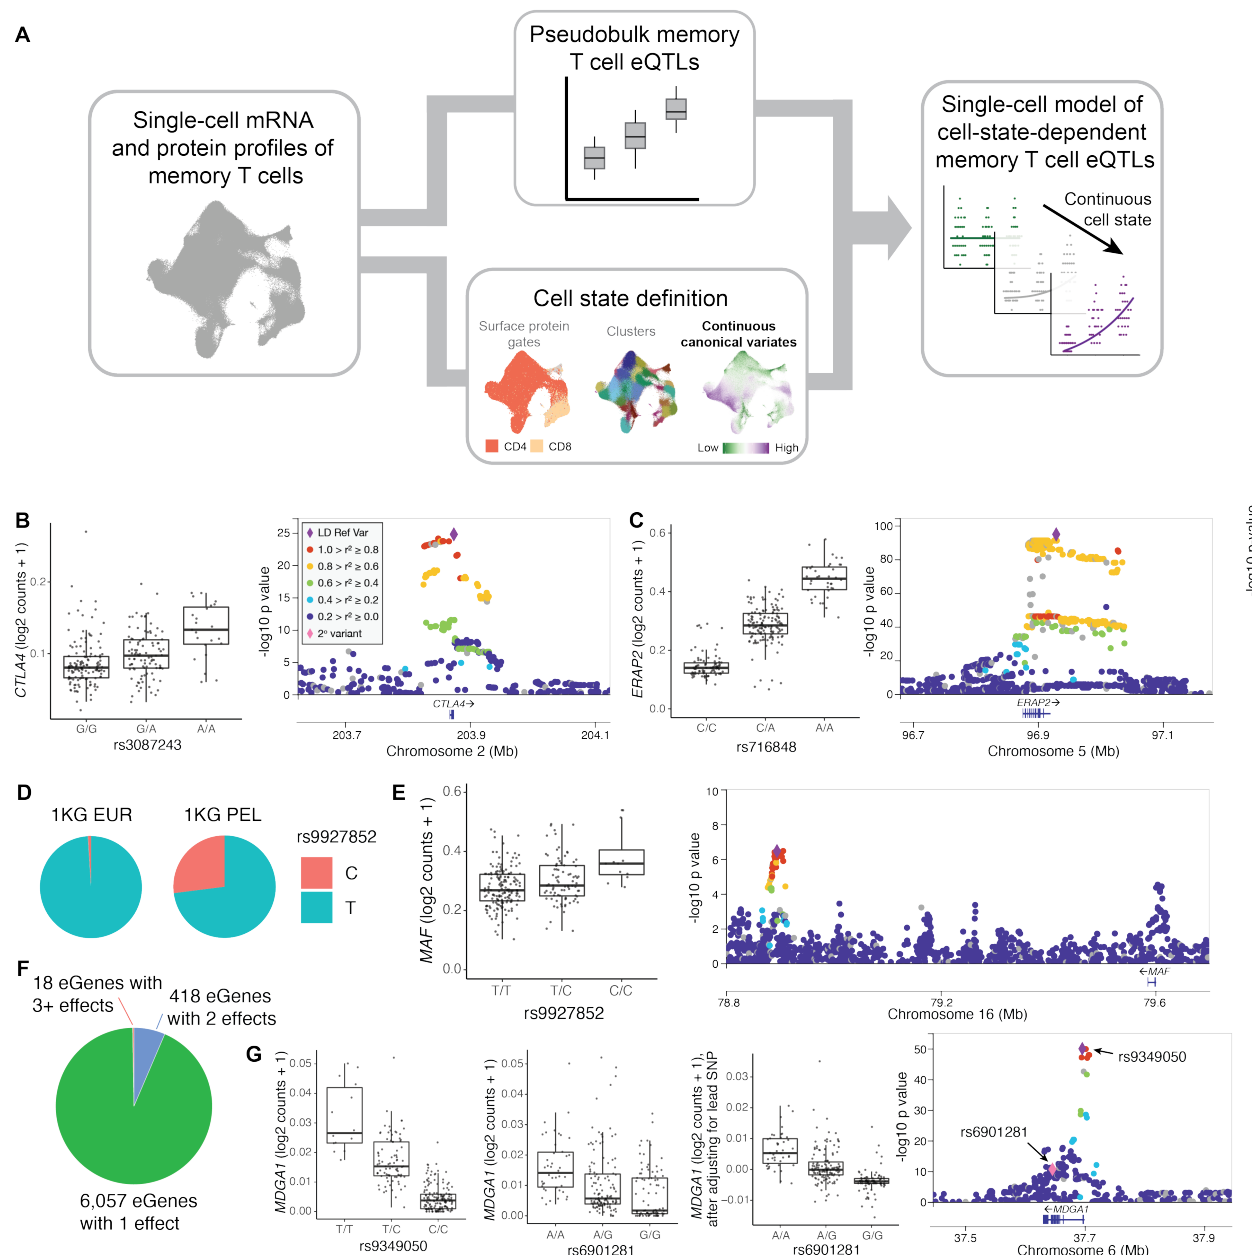 A
Single-cell mRNA
and protein profiles of
memory T cells
Pseudobulk memory
T cell eQTLs
Cell state definition
Surface protein
gates
Clusters
Continuous
canonical variates
CD4
CD8
Low
High
Single-cell model of
cell-state-dependent
memory T cell eQTLs
Continuous
cell state
B
CTLA4 (log2 counts + 1)
0.2
0.1
G/G
G/A
A/A
rs3087243
-log10 p value
25
20
15
10
5
0
LD Ref Var
1.0 > r² ≥ 0.8
0.8 > r² ≥ 0.6
0.6 > r² ≥ 0.4
0.4 > r² ≥ 0.2
0.2 > r² ≥ 0.0
2° variant
CTLA4→
203.7
203.9
204.1
Chromosome 2 (Mb)
C
ERAP2 (log2 counts + 1)
0.6
0.4
0.2
0.0
C/C
C/A
A/A
rs716848
-log10 p value
100
80
60
40
20
0
ERAP2→
96.7
96.9
97.1
Chromosome 5 (Mb)
-log10 p value
D
1KG EUR
1KG PEL
rs9927852
C
T
E
MAF (log2 counts + 1)
0.6
0.4
0.2
0.0
T/T
T/C
C/C
rs9927852
-log10 p value
10
8
6
4
2
0
←MAF
78.8
79.2
79.6
Chromosome 16 (Mb)
F
18 eGenes with
3+ effects
418 eGenes
with 2 effects
6,057 eGenes
with 1 effect
G
MDGA1 (log2 counts + 1)
0.05
0.04
0.03
0.02
0.01
0.00
T/T
T/C
C/C
rs9349050
MDGA1 (log2 counts + 1)
0.05
0.04
0.03
0.02
0.01
0.00
A/A
A/G
G/G
rs6901281
MDGA1 (log2 counts + 1),
after adjusting for lead SNP
0.03
0.02
0.01
0.00
−0.01
A/A
A/G
G/G
rs6901281
-log10 p value
50
40
30
20
10
0
rs9349050
rs6901281
←MDGA1
37.5
37.7
37.9
Chromosome 6 (Mb)